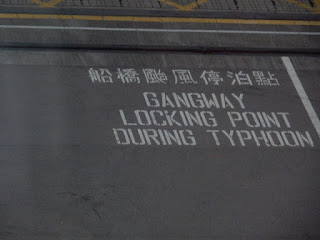 船橋颱風停泊點
GANGWAY
LOCKING POINT
DURING TYPHOON